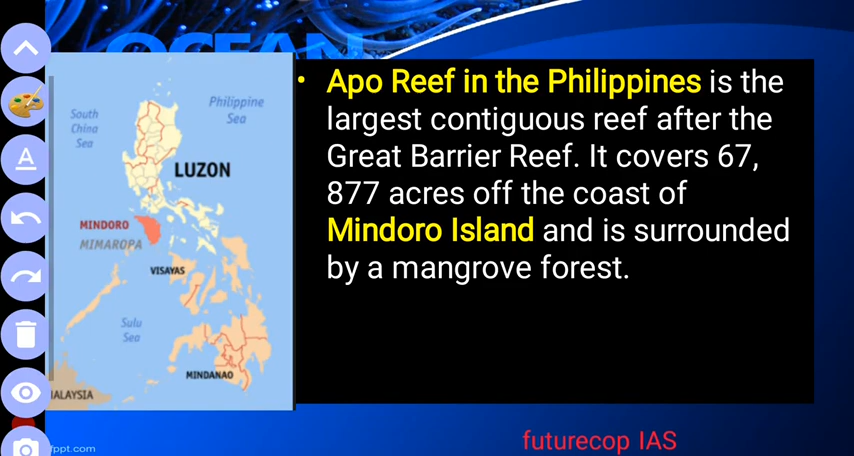 OCEAN
• Apo Reef in the Philippines is the
largest contiguous reef after the
Great Barrier Reef. It covers 67,
877 acres off the coast of
Mindoro Island and is surrounded
by a mangrove forest.
South
China
Sea
Philippine
Sea
LUZON
MINDORO
MIMAROPA
VISAYAS
Sulu
Sea
MINDANAO
ALAYSIA
A
fppt.com
futurecop IAS